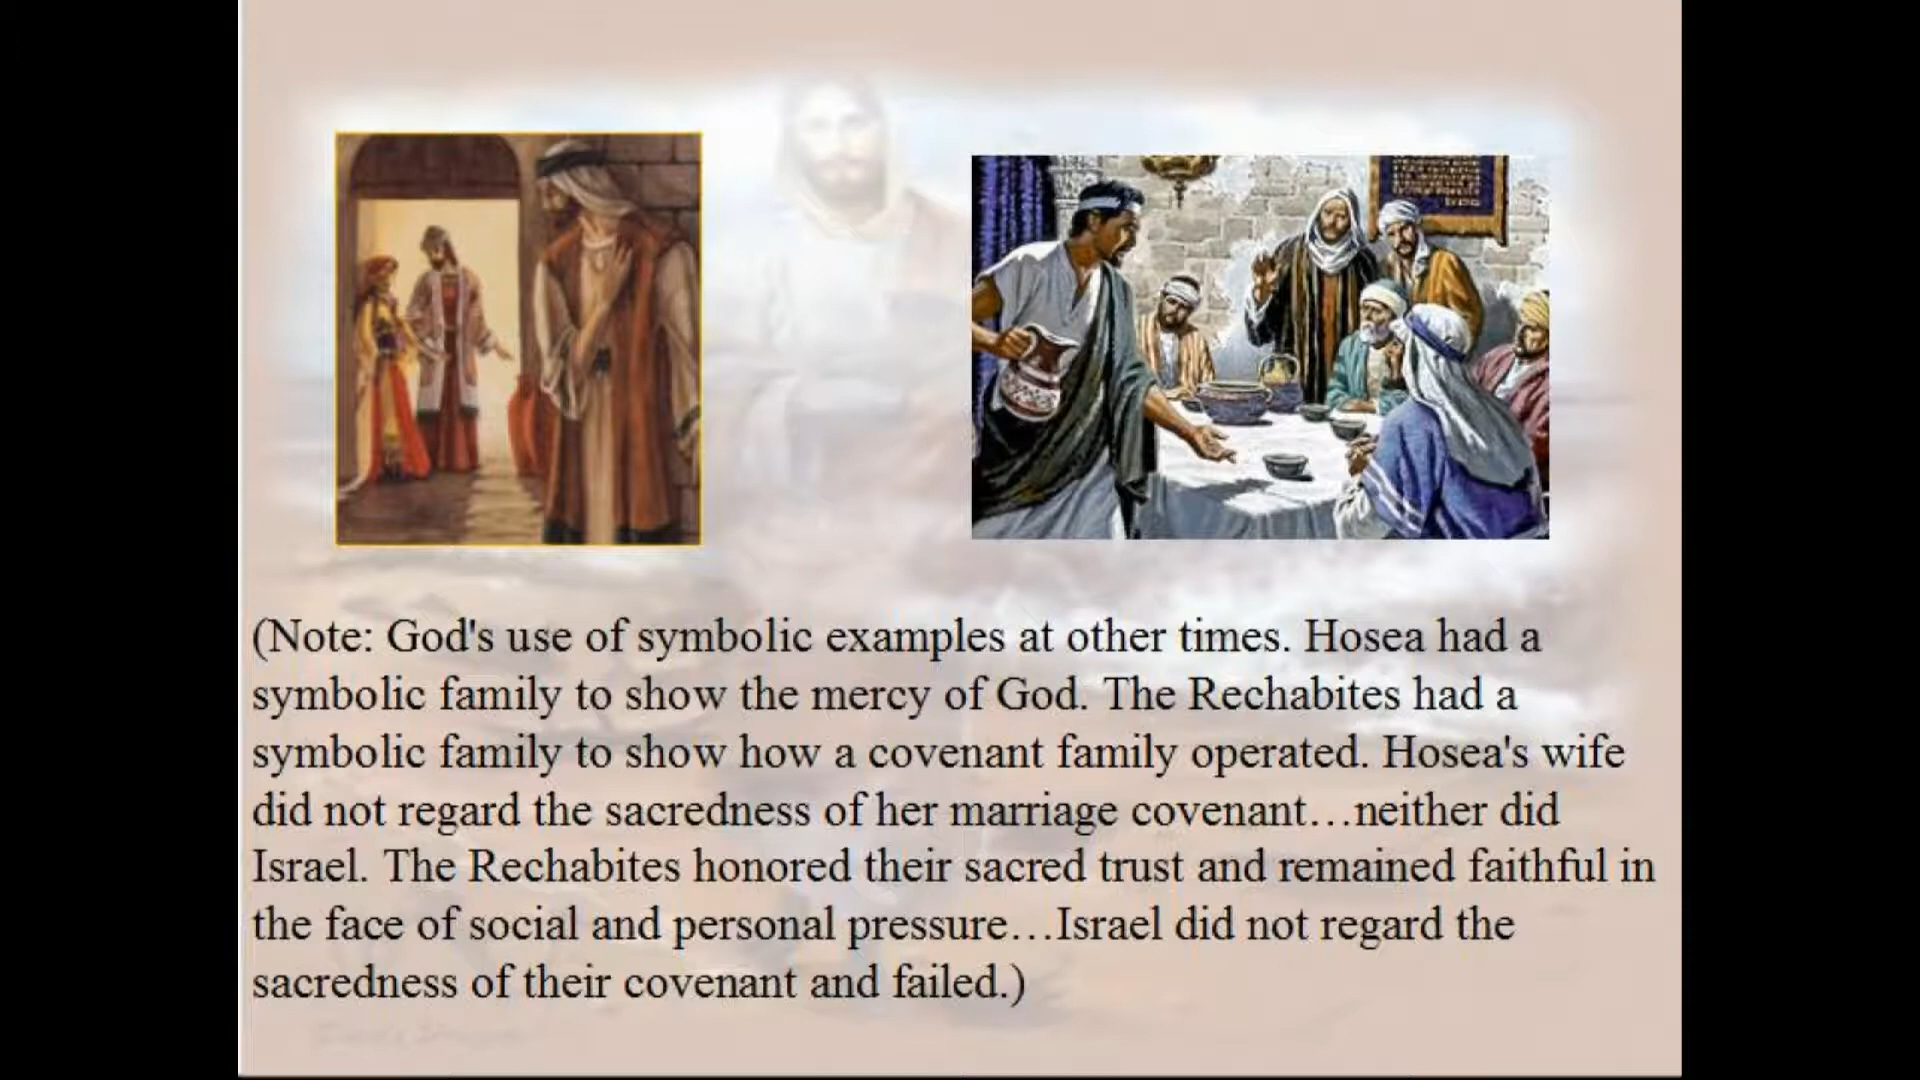 (Note: God's use of symbolic examples at other times. Hosea had a
symbolic family to show the mercy of God. The Rechabites had a
symbolic family to show how a covenant family operated. Hosea's wife
did not regard the sacredness of her marriage covenant…neither did
Israel. The Rechabites honored their sacred trust and remained faithful in
the face of social and personal pressure…Israel did not regard the
sacredness of their covenant and failed.)